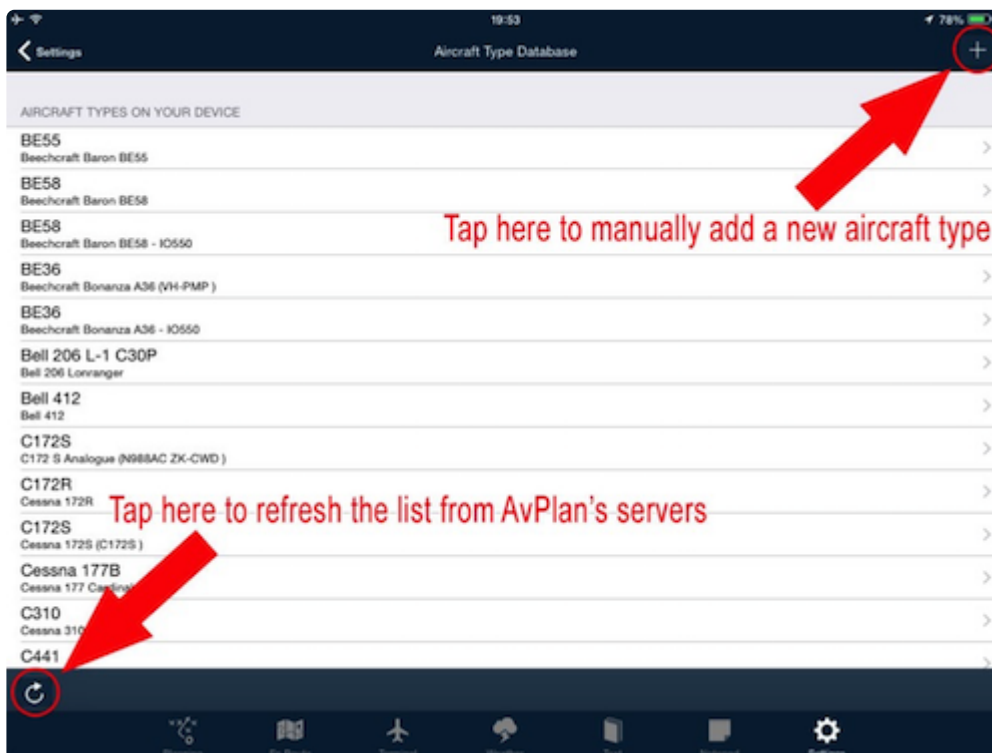 19:53
78%
Settings
Aircraft Type Database
AIRCRAFT TYPES ON YOUR DEVICE
BE55
Beechcraft Baron BE55
BE58
Beechcraft Baron BE58
Tap here to manually add a new aircraft type
BE58
Beechcraft Baron BE58 - IO550
BE36
Beechcraft Bonanza A36 (VH-PMP )
BE36
Beechcraft Bonanza A36 - IO550
Bell 206 L-1 C30P
Bell 206 Lonranger
Bell 412
Bell 412
C172S
C172 S Analogue (N988AC ZK-CWD )
C172R
Cessna 172R
Tap here to refresh the list from AvPlan's servers
C172S
Cessna 172S (C172S )
Cessna 177B
Cessna 177
C310
Cessna 310
C441